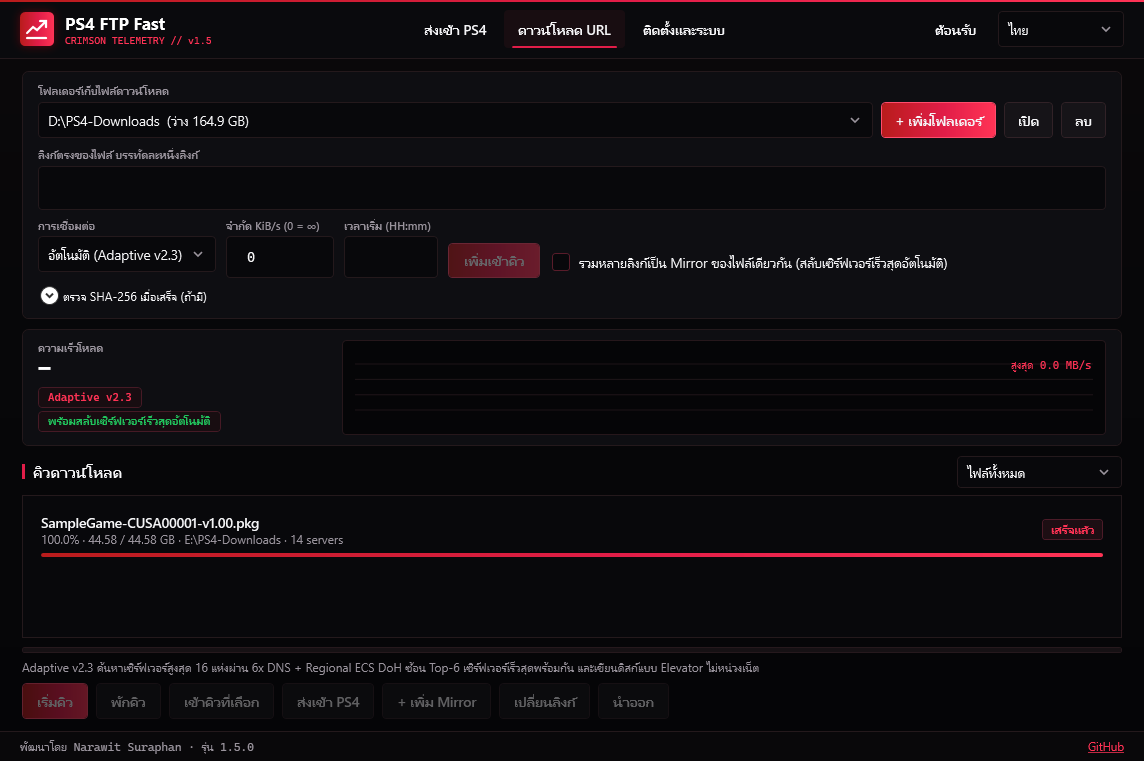 PS4 FTP Fast
CRIMSON TELEMETRY // v1.5
ส่งเข้า PS4
ดาวน์โหลด URL
ติดตั้งและระบบ
ต้อนรับ
ไทย
โฟลเดอร์เก็บไฟล์ดาวน์โหลด
D:\PS4-Downloads (ว่าง 164.9 GB)
+ เพิ่มโฟลเดอร์
เปิด
ลบ
ลิงก์ตรงของไฟล์ บรรทัดละหนึ่งลิงก์
การเชื่อมต่อ
จำกัด KiB/s (0 = ∞)
เวลาเริ่ม (HH:mm)
อัตโนมัติ (Adaptive v2.3)
0
เพิ่มเข้าคิว
รวมหลายลิงก์เป็น Mirror ของไฟล์เดียวกัน (สลับเซิร์ฟเวอร์เร็วสุดอัตโนมัติ)
ตรวจ SHA-256 เมื่อเสร็จ (ถ้ามี)
ความเร็วโหลด
—
สูงสุด 0.0 MB/s
Adaptive v2.3
พร้อมสลับเซิร์ฟเวอร์เร็วสุดอัตโนมัติ
คิวดาวน์โหลด
ไฟล์ทั้งหมด
SampleGame-CUSA00001-v1.00.pkg
100.0% · 44.58 / 44.58 GB · E:\PS4-Downloads · 14 servers
เสร็จแล้ว
Adaptive v2.3 ค้นหาเซิร์ฟเวอร์สูงสุด 16 แห่งผ่าน 6x DNS + Regional ECS DoH ซ้อน Top-6 เซิร์ฟเวอร์เร็วสุดพร้อมกัน และเขียนดิสก์แบบ Elevator ไม่หน่วงเน็ต
เริ่มคิว
พักคิว
เข้าคิวที่เลือก
ส่งเข้า PS4
+ เพิ่ม Mirror
เปลี่ยนลิงก์
นำออก
พัฒนาโดย Narawit Suraphan · รุ่น 1.5.0
GitHub